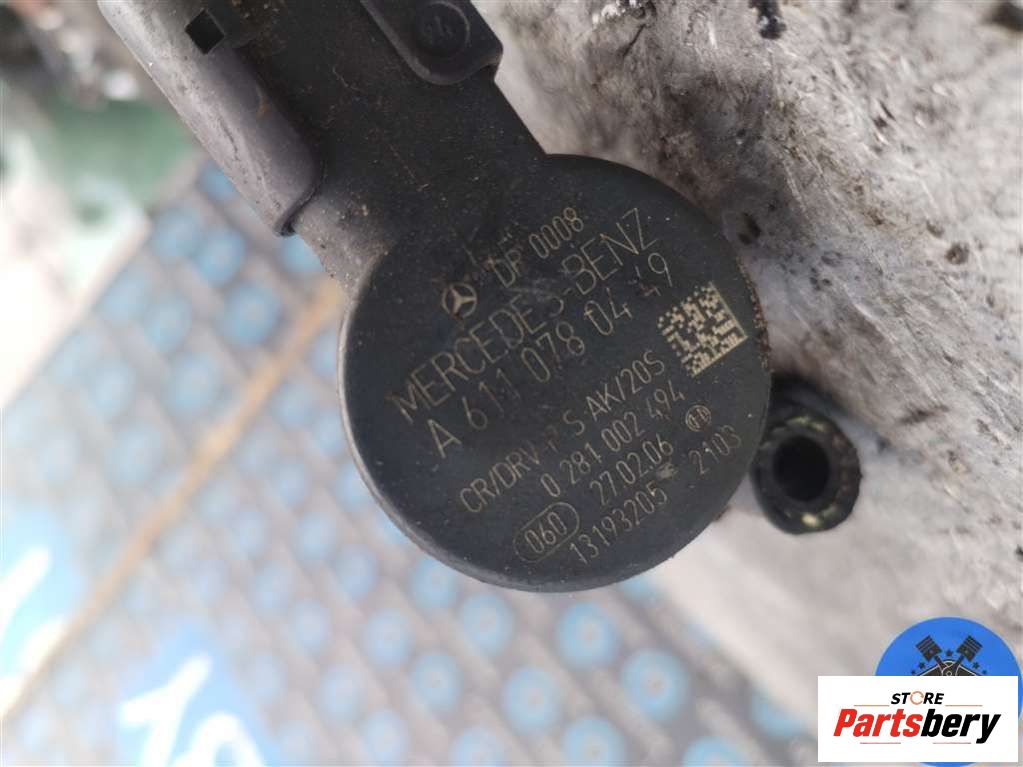 DP 0008
MERCEDES-BENZ
A 611 078 04 49
CR/DRV-P S AK/20S
0 281 002 494
060 27.02.06
13193205 2103
STORE
Partsbery